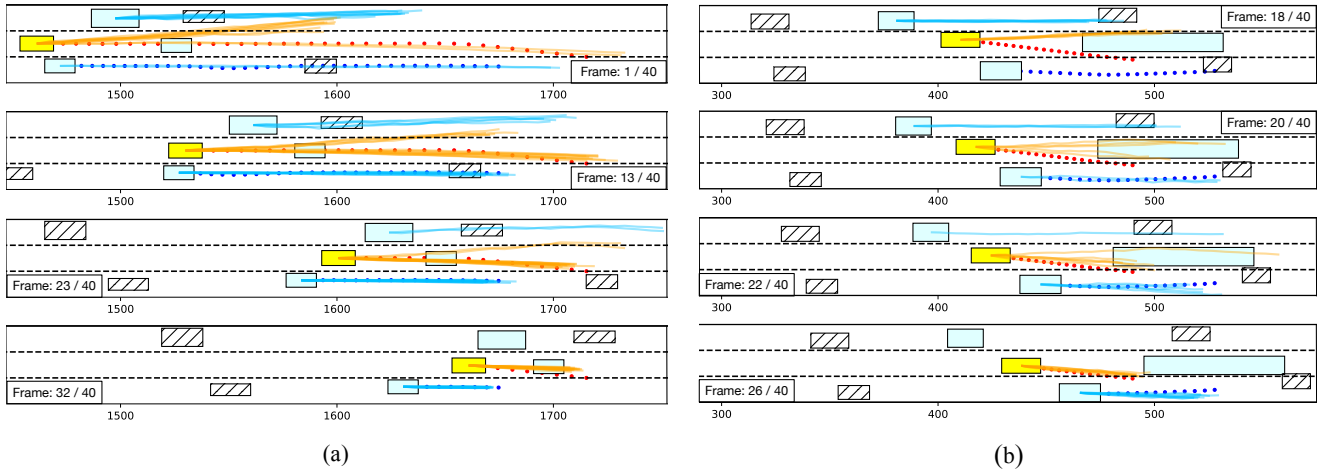 Frame: 1 / 40
1500 1600 1700
Frame: 13 / 40
1500 1600 1700
Frame: 23 / 40
1500 1600 1700
Frame: 32 / 40
1500 1600 1700
(a)
Frame: 18 / 40
300 400 500
Frame: 20 / 40
300 400 500
Frame: 22 / 40
300 400 500
Frame: 26 / 40
300 400 500
(b)